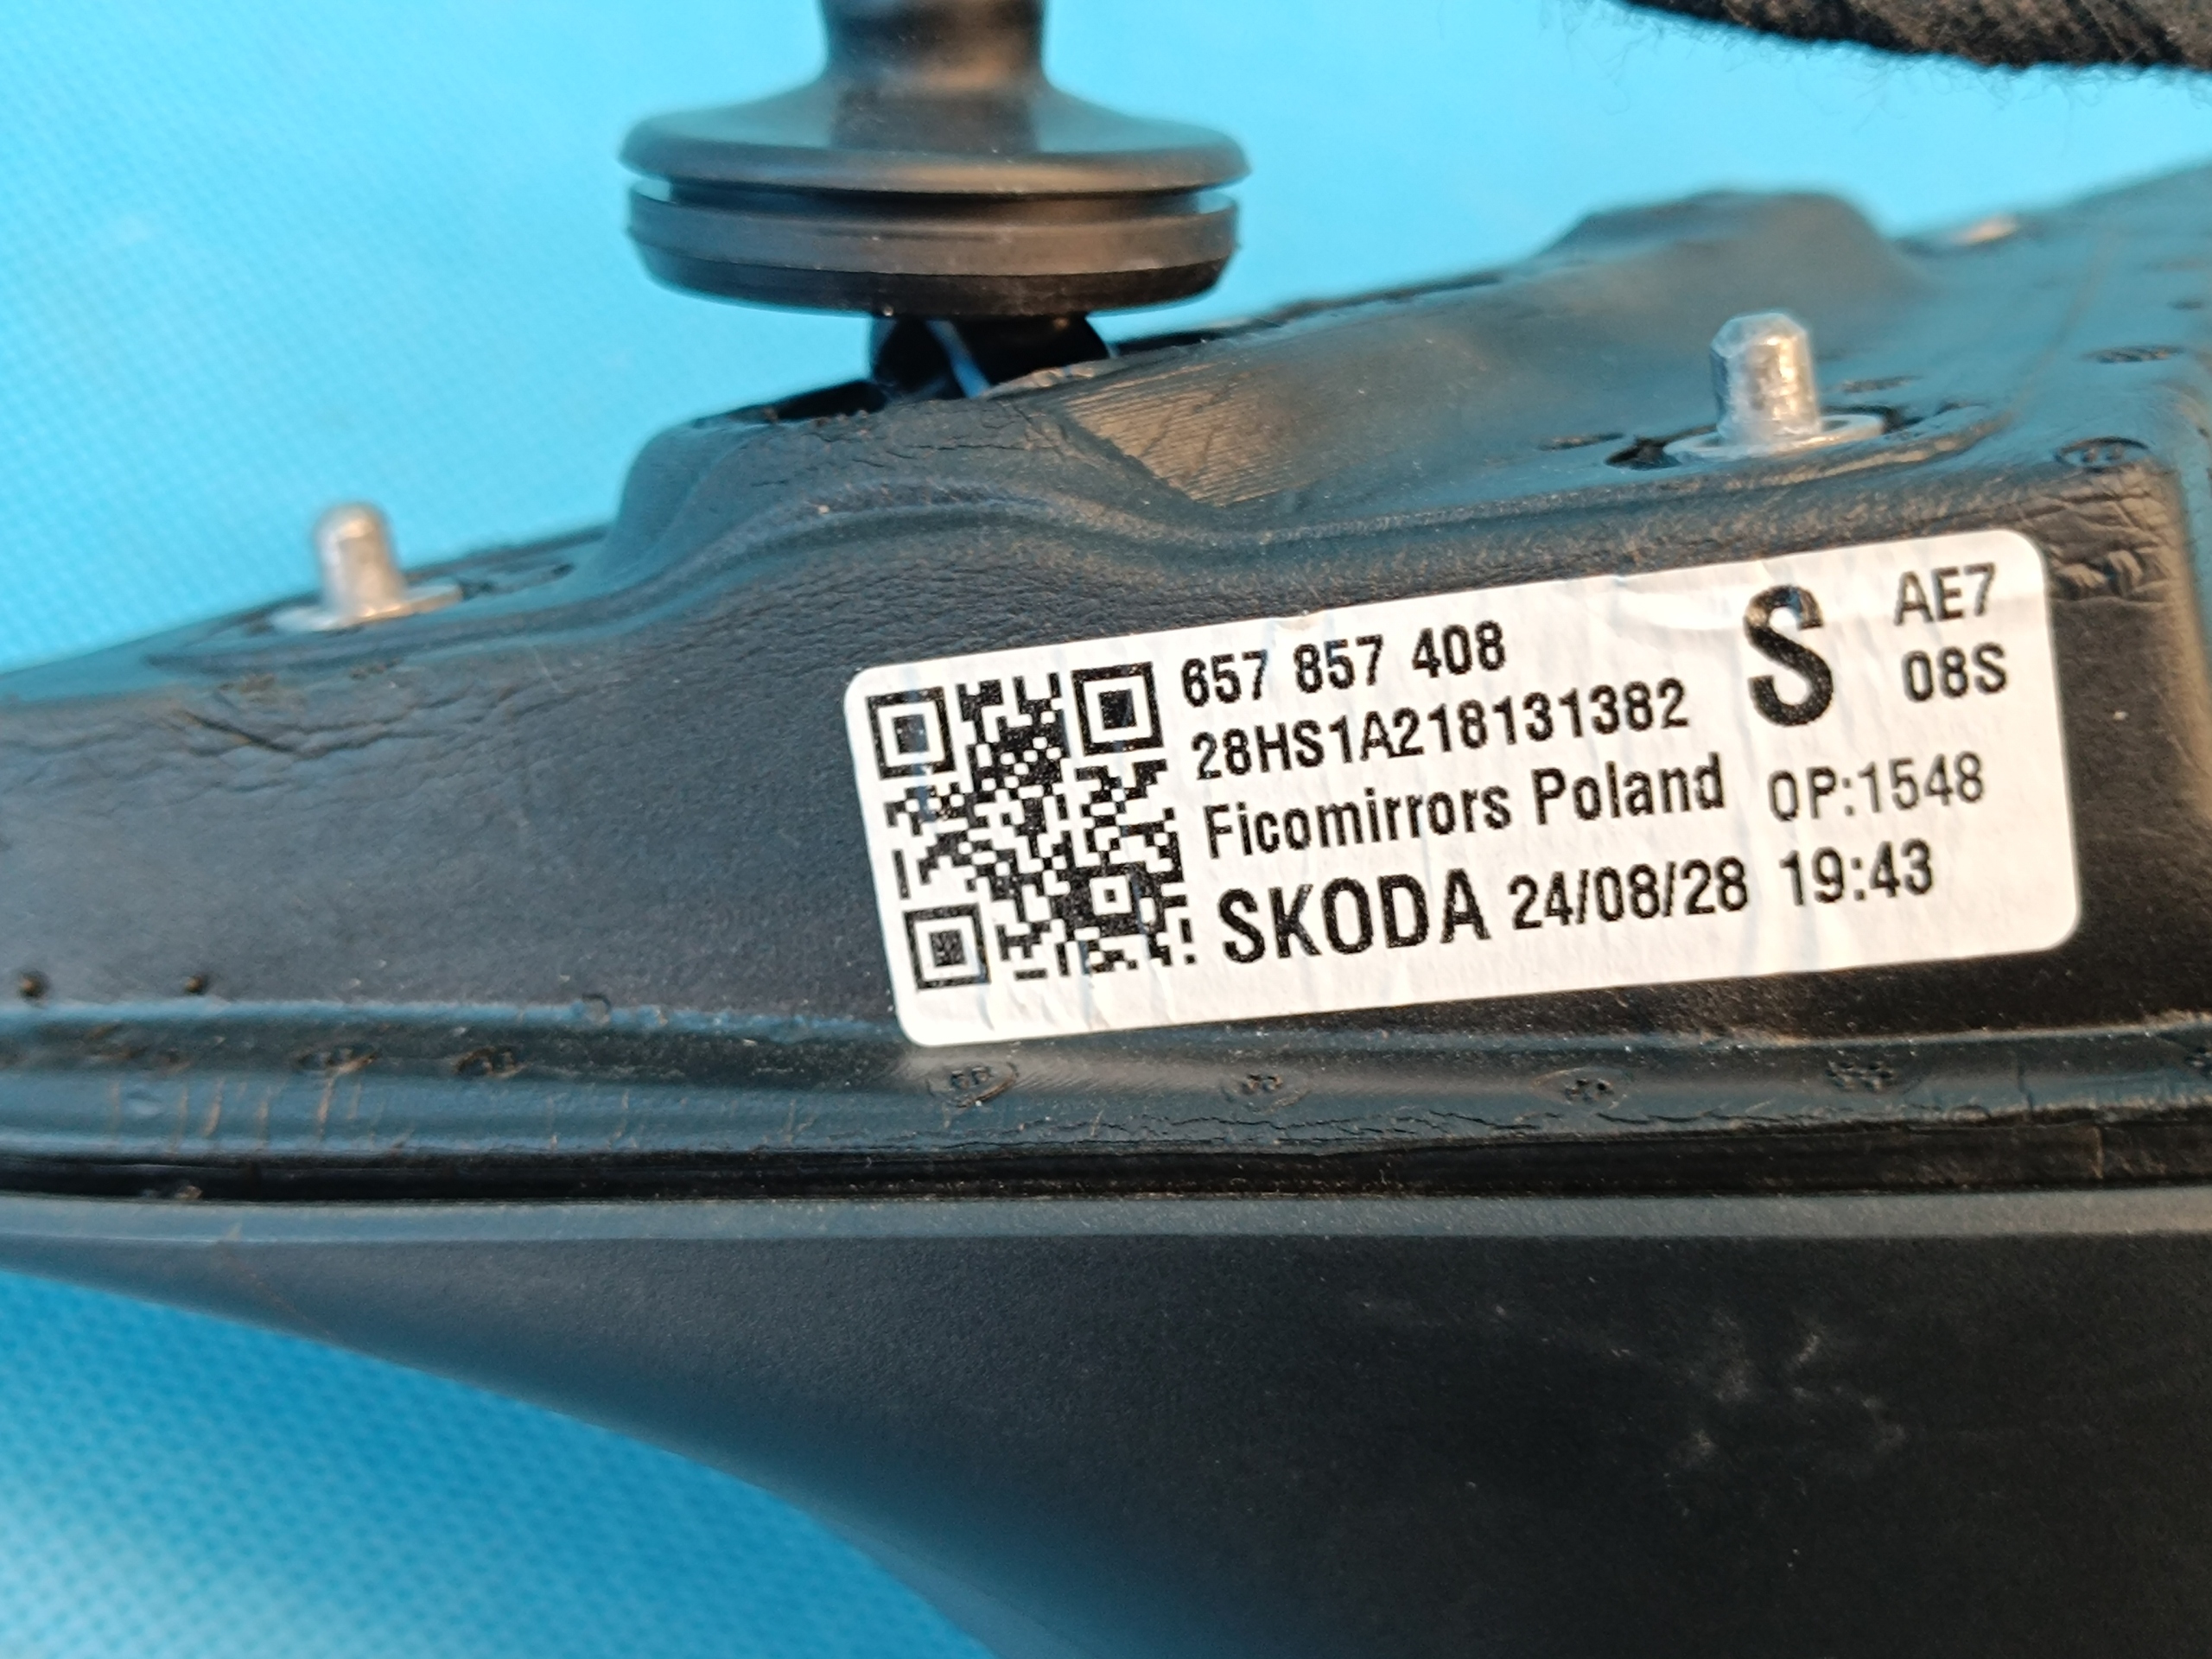 657 857 408 S AE7
28HS1A218131382 08S
Ficomirrors Poland OP:1548
SKODA 24/08/28 19:43